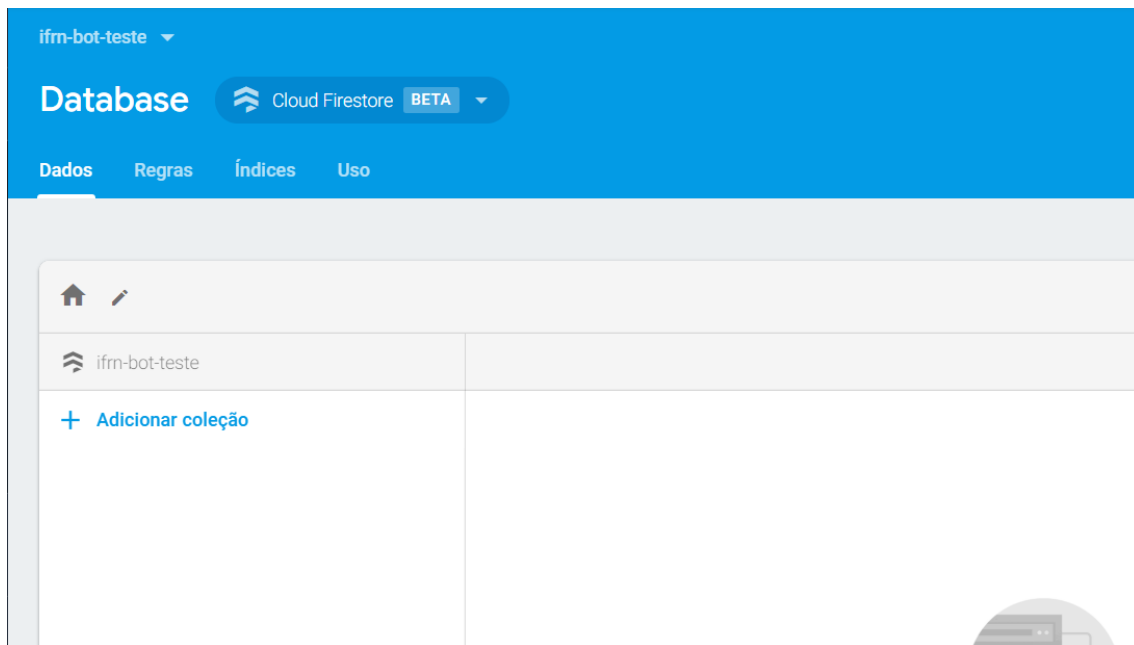 ifrn-bot-teste
Database Cloud Firestore BETA
Dados Regras Índices Uso
ifrn-bot-teste
Adicionar coleção